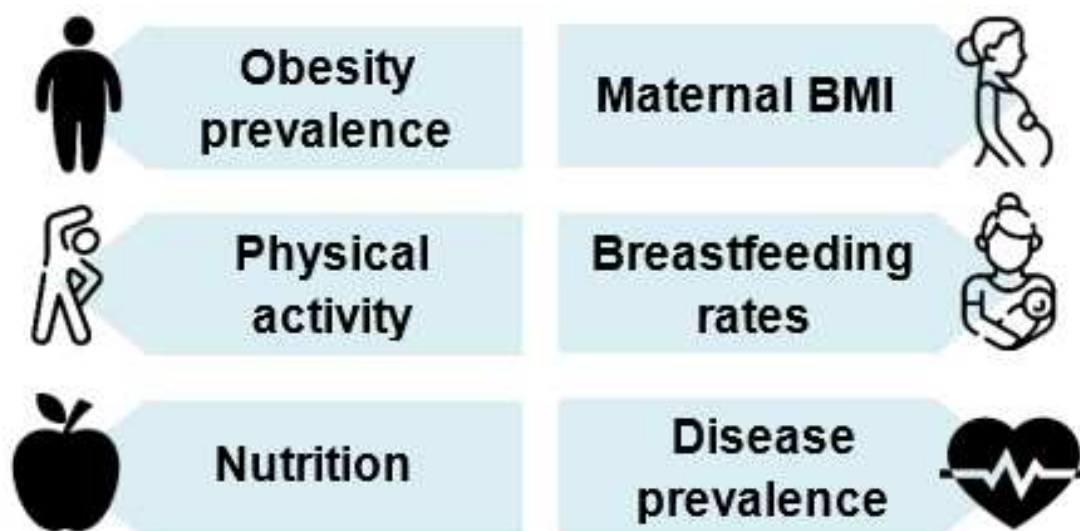 Obesity
prevalence
Maternal BMI
Physical
activity
Breastfeeding
rates
Nutrition
Disease
prevalence